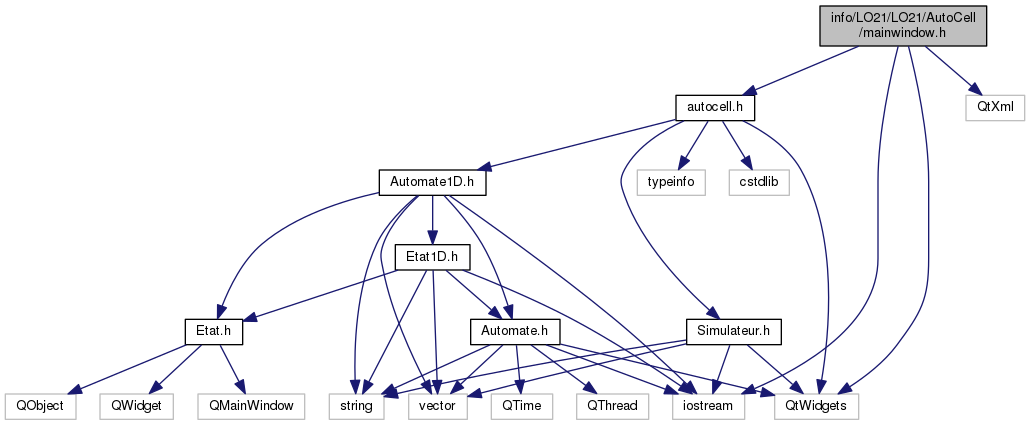 info/LO21/LO21/AutoCell
/mainwindow.h
autocell.h
QtXml
Automate1D.h
typeinfo
cstdlib
Etat1D.h
Etat.h
Automate.h
Simulateur.h
QObject
QWidget
QMainWindow
string
vector
QTime
QThread
iostream
QtWidgets